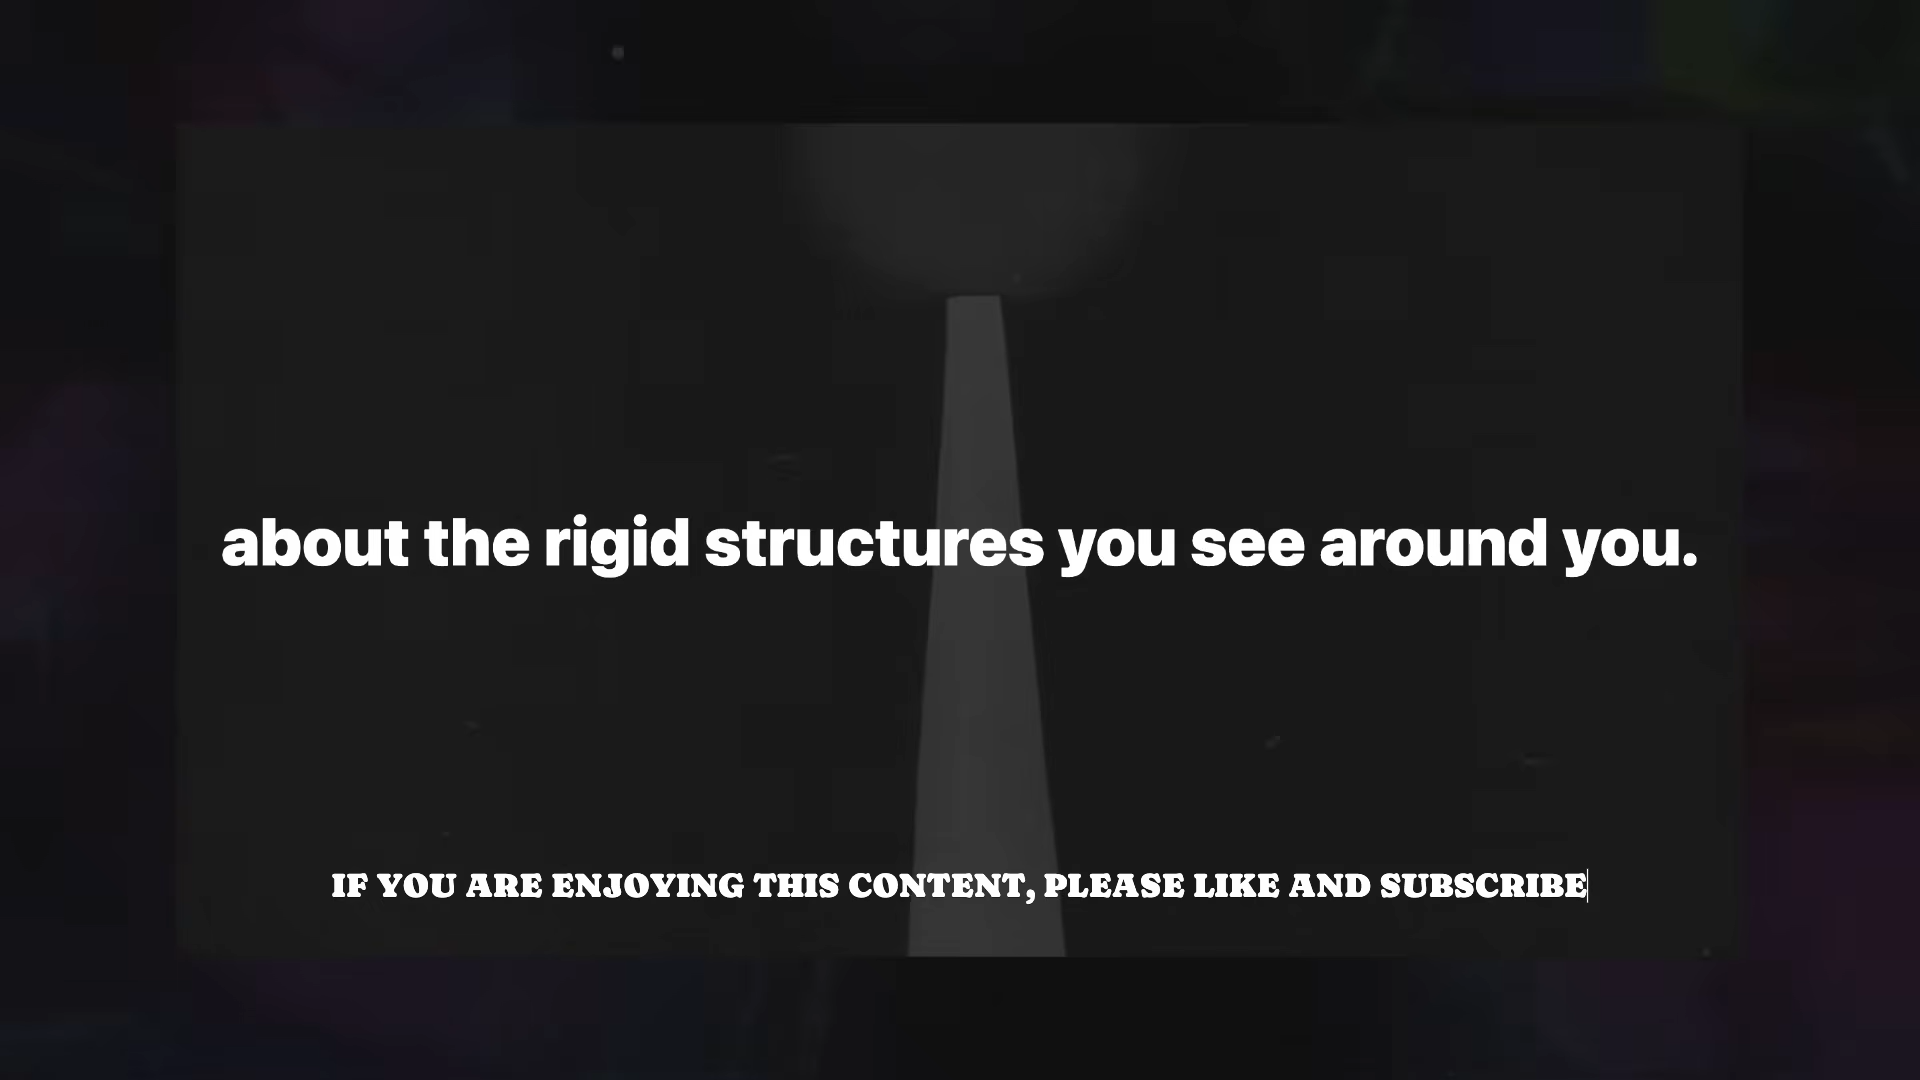 about the rigid structures you see around you.
IF YOU ARE ENJOYING THIS CONTENT, PLEASE LIKE AND SUBSCRIBE